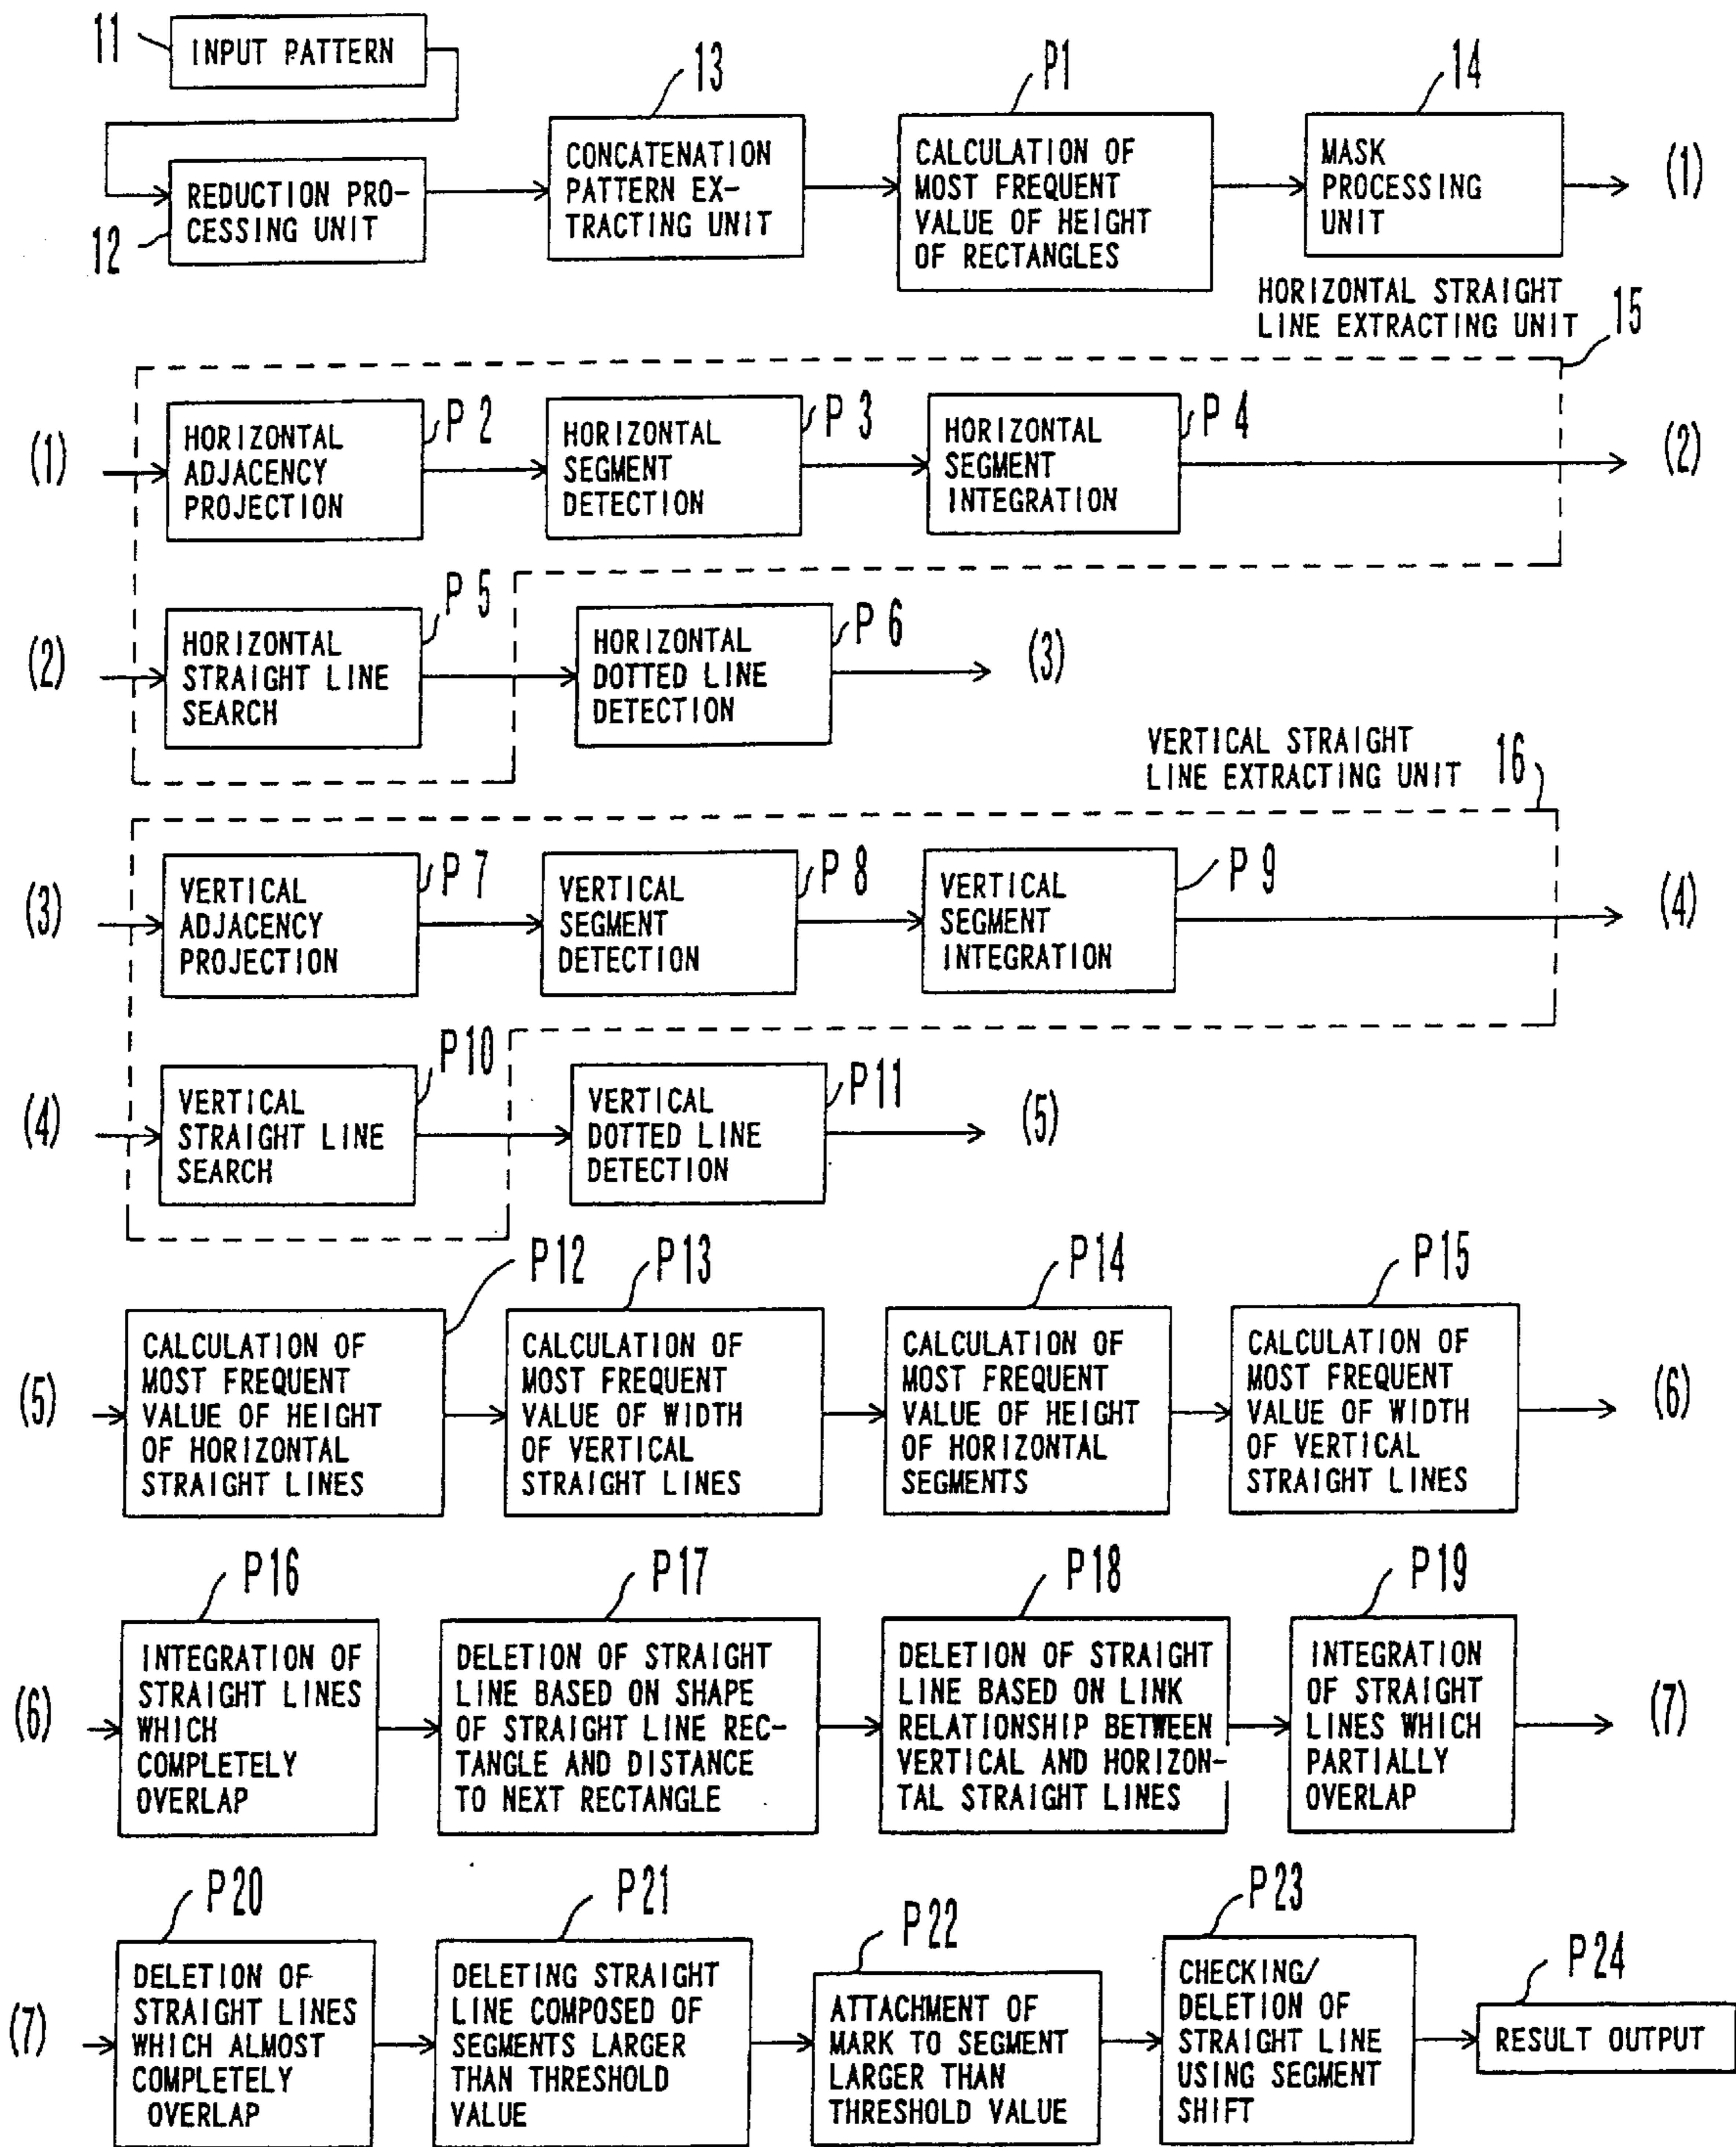 11
INPUT PATTERN
12
REDUCTION PRO-
CESSING UNIT
13
CONCATENATION
PATTERN EX-
TRACTING UNIT
P1
CALCULATION OF
MOST FREQUENT
VALUE OF HEIGHT
OF RECTANGLES
14
MASK
PROCESSING
UNIT
(1)
HORIZONTAL STRAIGHT
LINE EXTRACTING UNIT
15
(1)
HORIZONTAL
ADJACENCY
PROJECTION
P 2
HORIZONTAL
SEGMENT
DETECTION
P 3
HORIZONTAL
SEGMENT
INTEGRATION
P 4
(2)
(2)
HORIZONTAL
STRAIGHT LINE
SEARCH
P 5
HORIZONTAL
DOTTED LINE
DETECTION
P 6
(3)
VERTICAL STRAIGHT
LINE EXTRACTING UNIT
16
(3)
VERTICAL
ADJACENCY
PROJECTION
P 7
VERTICAL
SEGMENT
DETECTION
P 8
VERTICAL
SEGMENT
INTEGRATION
P 9
(4)
(4)
VERTICAL
STRAIGHT LINE
SEARCH
P10
VERTICAL
DOTTED LINE
DETECTION
P11
(5)
(5)
P12
CALCULATION OF
MOST FREQUENT
VALUE OF HEIGHT
OF HORIZONTAL
STRAIGHT LINES
P13
CALCULATION OF
MOST FREQUENT
VALUE OF WIDTH
OF VERTICAL
STRAIGHT LINES
P14
CALCULATION OF
MOST FREQUENT
VALUE OF HEIGHT
OF HORIZONTAL
SEGMENTS
P15
CALCULATION OF
MOST FREQUENT
VALUE OF WIDTH
OF VERTICAL
STRAIGHT LINES
(6)
(6)
P16
INTEGRATION OF
STRAIGHT LINES
WHICH
COMPLETELY
OVERLAP
P17
DELETION OF STRAIGHT
LINE BASED ON SHAPE
OF STRAIGHT LINE REC-
TANGLE AND DISTANCE
TO NEXT RECTANGLE
P18
DELETION OF STRAIGHT
LINE BASED ON LINK
RELATIONSHIP BETWEEN
VERTICAL AND HORIZON-
TAL STRAIGHT LINES
P19
INTEGRATION
OF STRAIGHT
LINES WHICH
PARTIALLY
OVERLAP
(7)
(7)
P20
DELETION OF
STRAIGHT LINES
WHICH ALMOST
COMPLETELY
OVERLAP
P21
DELETING STRAIGHT
LINE COMPOSED OF
SEGMENTS LARGER
THAN THRESHOLD
VALUE
P22
ATTACHMENT OF
MARK TO SEGMENT
LARGER THAN
THRESHOLD VALUE
P23
CHECKING/
DELETION OF
STRAIGHT LINE
USING SEGMENT
SHIFT
P24
RESULT OUTPUT